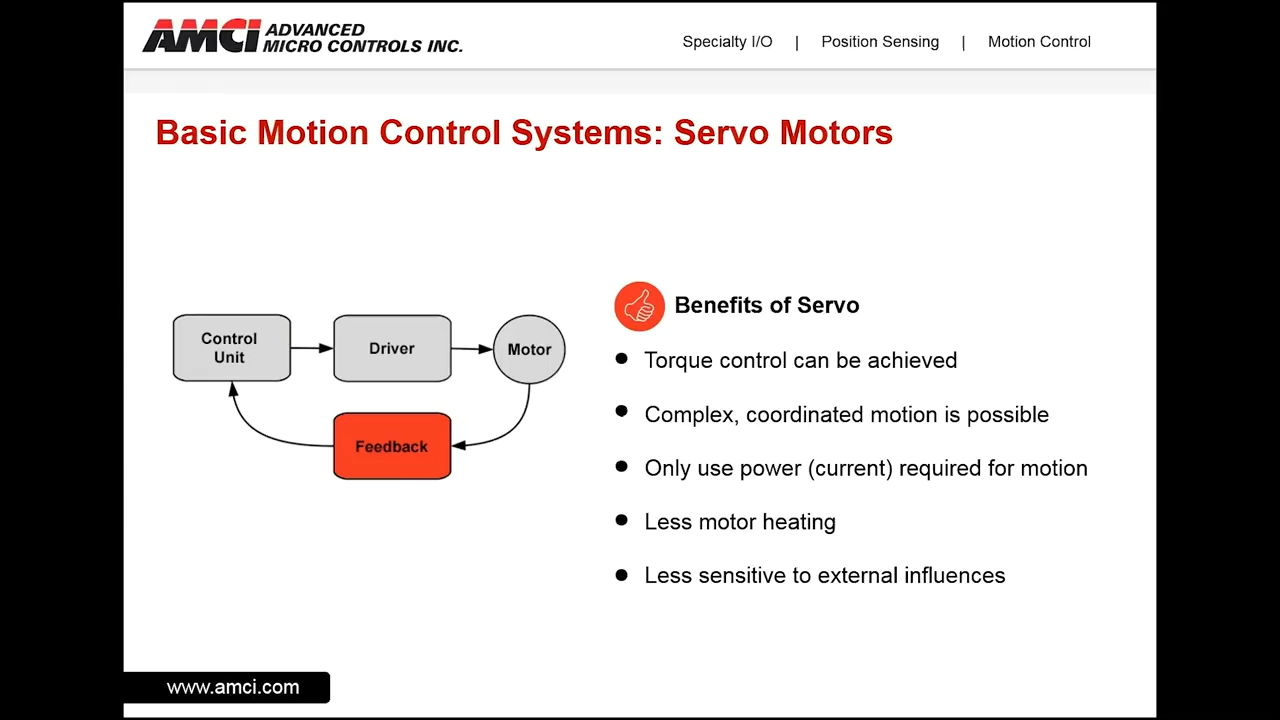 AMCI ADVANCED
MICRO CONTROLS INC.
Specialty I/O | Position Sensing | Motion Control
Basic Motion Control Systems: Servo Motors
Control
Unit
Driver
Motor
Feedback
Benefits of Servo
● Torque control can be achieved
● Complex, coordinated motion is possible
● Only use power (current) required for motion
● Less motor heating
● Less sensitive to external influences
www.amci.com